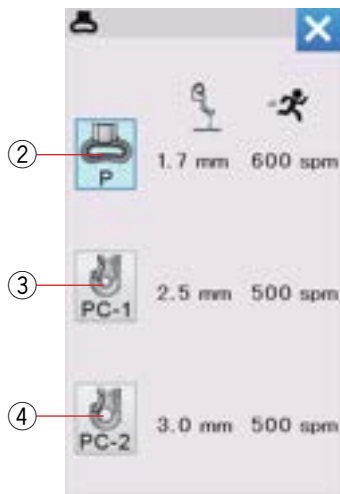 ② P 1.7 mm 600 spm
③ PC-1 2.5 mm 500 spm
④ PC-2 3.0 mm 500 spm